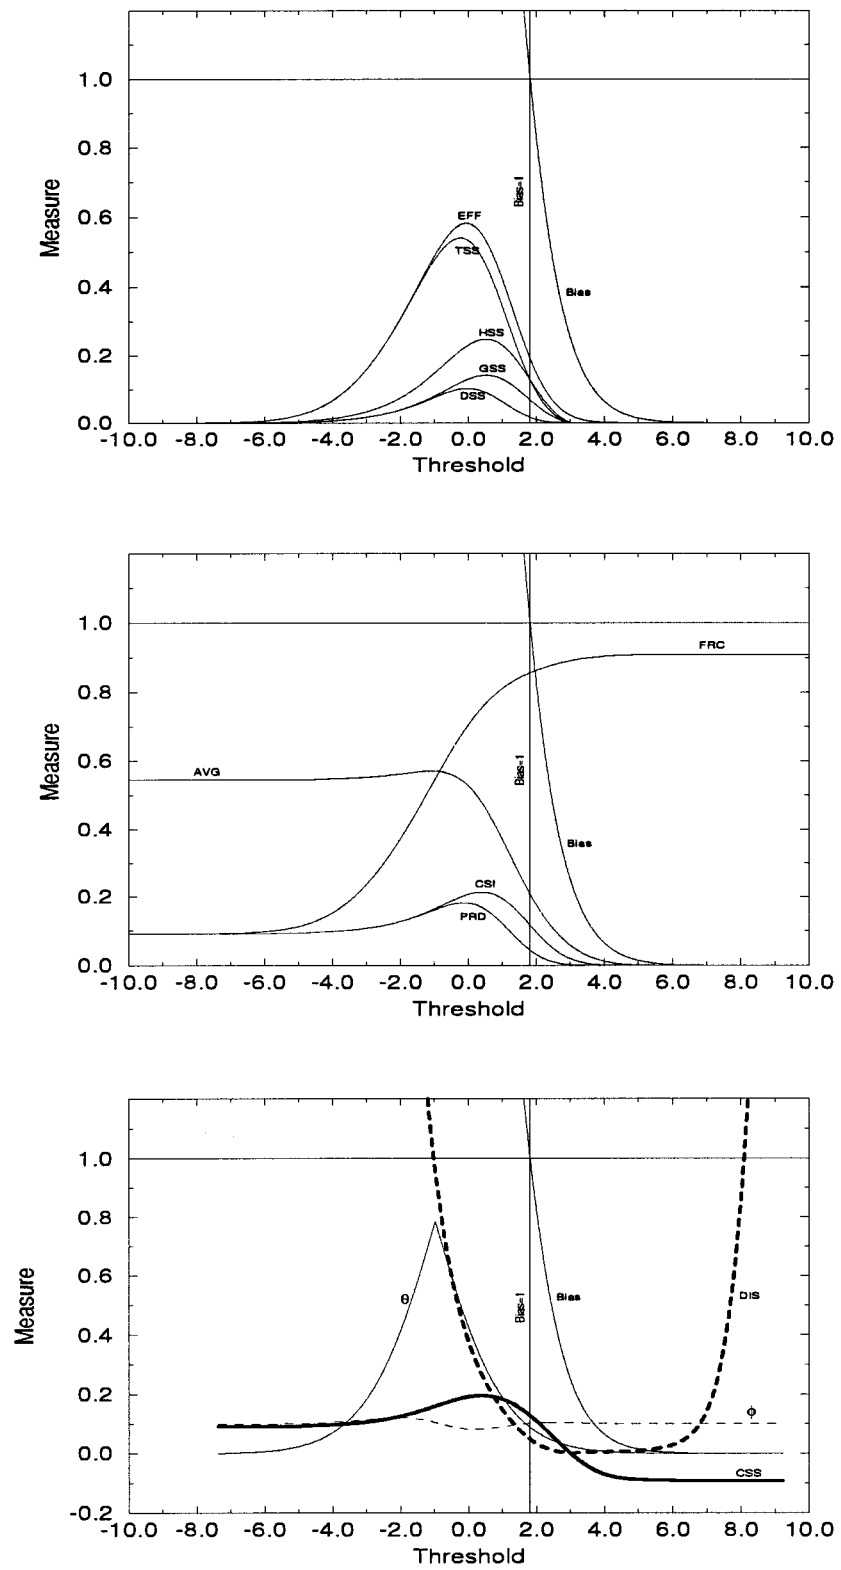 1.0
0.8
0.6
0.4
0.2
0.0
Measure
Bias=1
EFF
TSS
Bias
HSS
GSS
DSS
-10.0 -8.0 -6.0 -4.0 -2.0 0.0 2.0 4.0 6.0 8.0 10.0
Threshold
1.0
0.8
0.6
0.4
0.2
0.0
Measure
FRC
AVG
Bias=1
Bias
CSI
PRD
-10.0 -8.0 -6.0 -4.0 -2.0 0.0 2.0 4.0 6.0 8.0 10.0
Threshold
1.0
0.8
0.6
0.4
0.2
0.0
-0.2
Measure
θ
Bias=1
Bias
DIS
ϕ
CSS
-10.0 -8.0 -6.0 -4.0 -2.0 0.0 2.0 4.0 6.0 8.0 10.0
Threshold